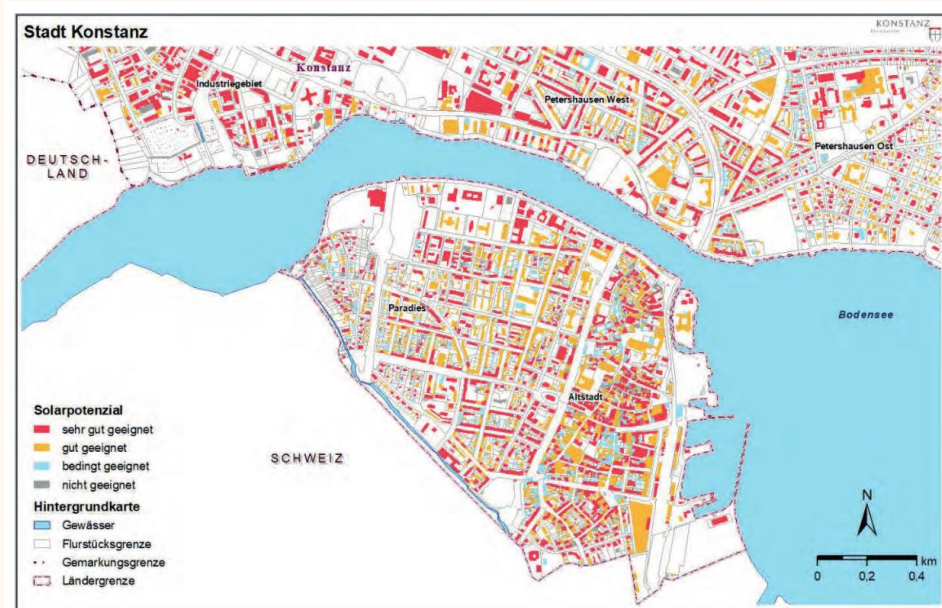 Stadt Konstanz
KONSTANZ
Industriegebiet
Konstanz
Petershausen West
Petershausen Ost
DEUTSCH-
LAND
Paradies
Bodensee
Altstadt
SCHWEIZ
Solarpotenzial
sehr gut geeignet
gut geeignet
bedingt geeignet
nicht geeignet
Hintergrundkarte
Gewässer
Flurstücksgrenze
Gemarkungsgrenze
Ländergrenze
N
km
0 0,2 0,4